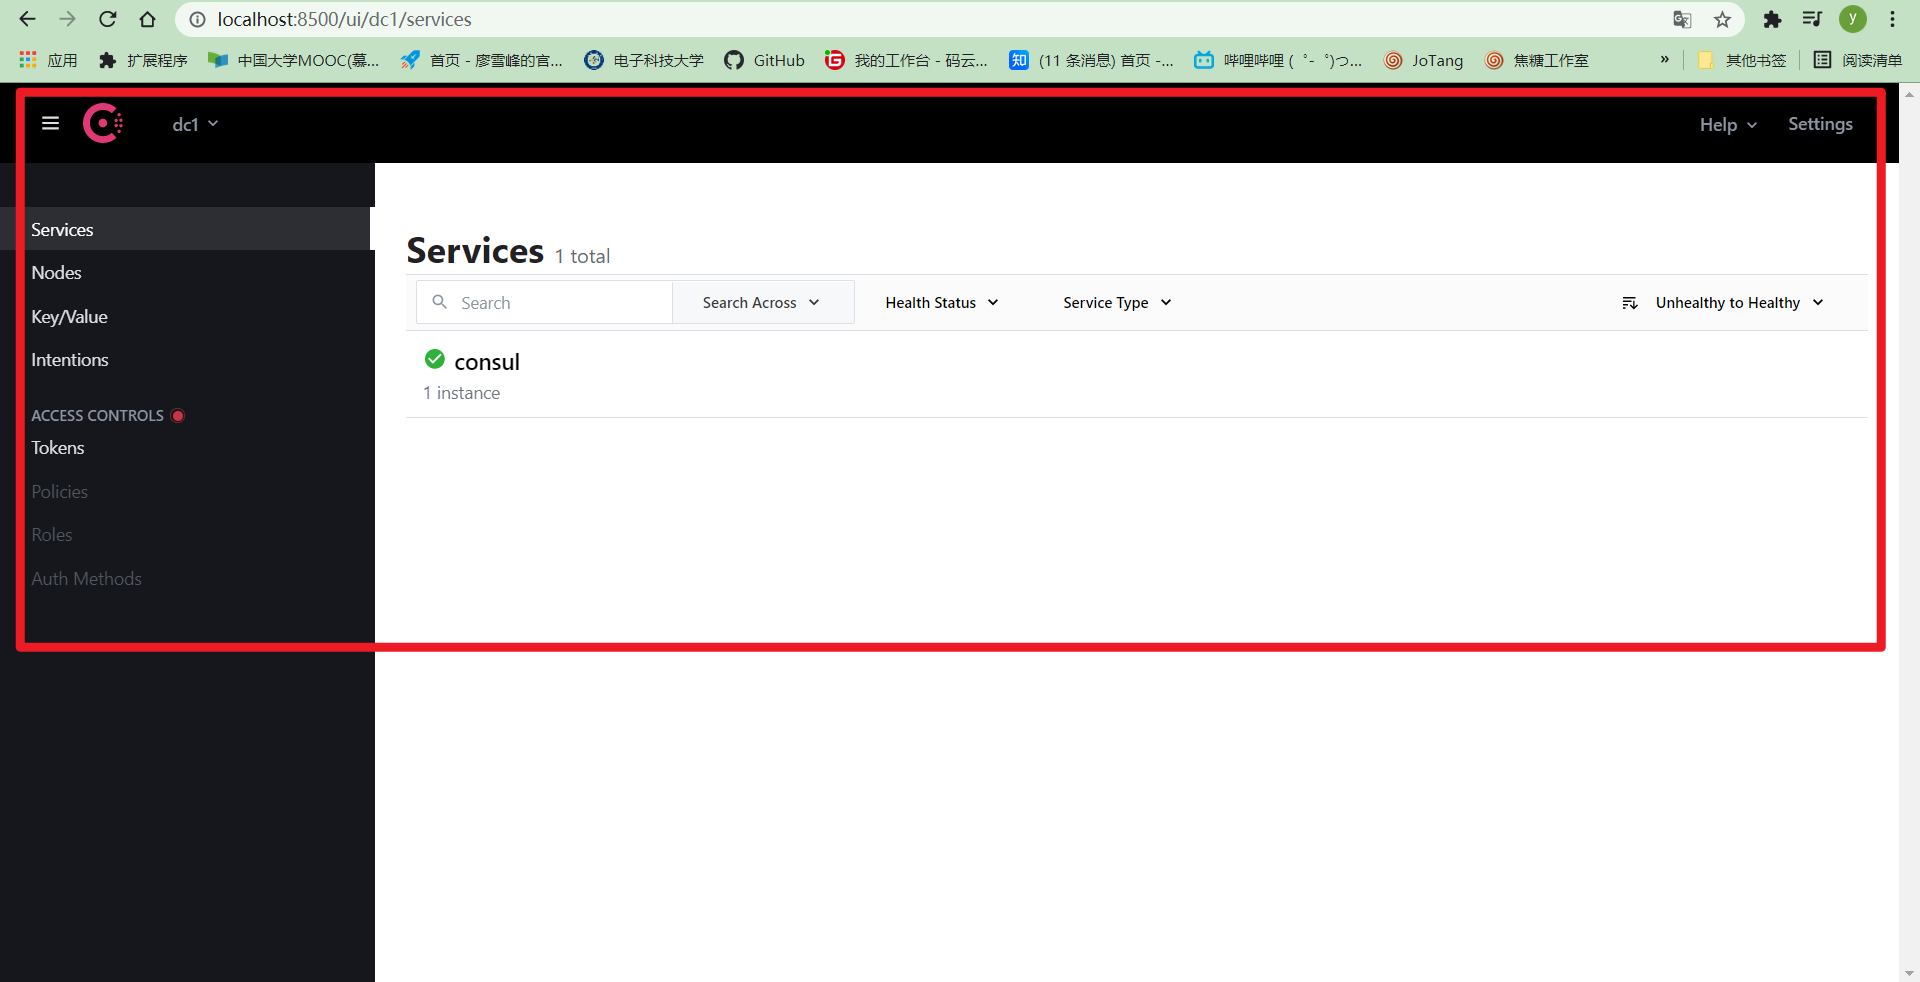 localhost:8500/ui/dc1/services
y
应用 扩展程序 中国大学MOOC(慕... 首页 - 廖雪峰的官... 电子科技大学 GitHub 我的工作台 - 码云... 知 (11 条消息) 首页 -... 哔哩哔哩 ( ゜- ゜)つ... JoTang 焦糖工作室 » 其他书签 阅读清单
dc1 Help Settings
Services
Nodes
Key/Value
Intentions
ACCESS CONTROLS
Tokens
Policies
Roles
Auth Methods
Services 1 total
Search Search Across Health Status Service Type Unhealthy to Healthy
consul
1 instance